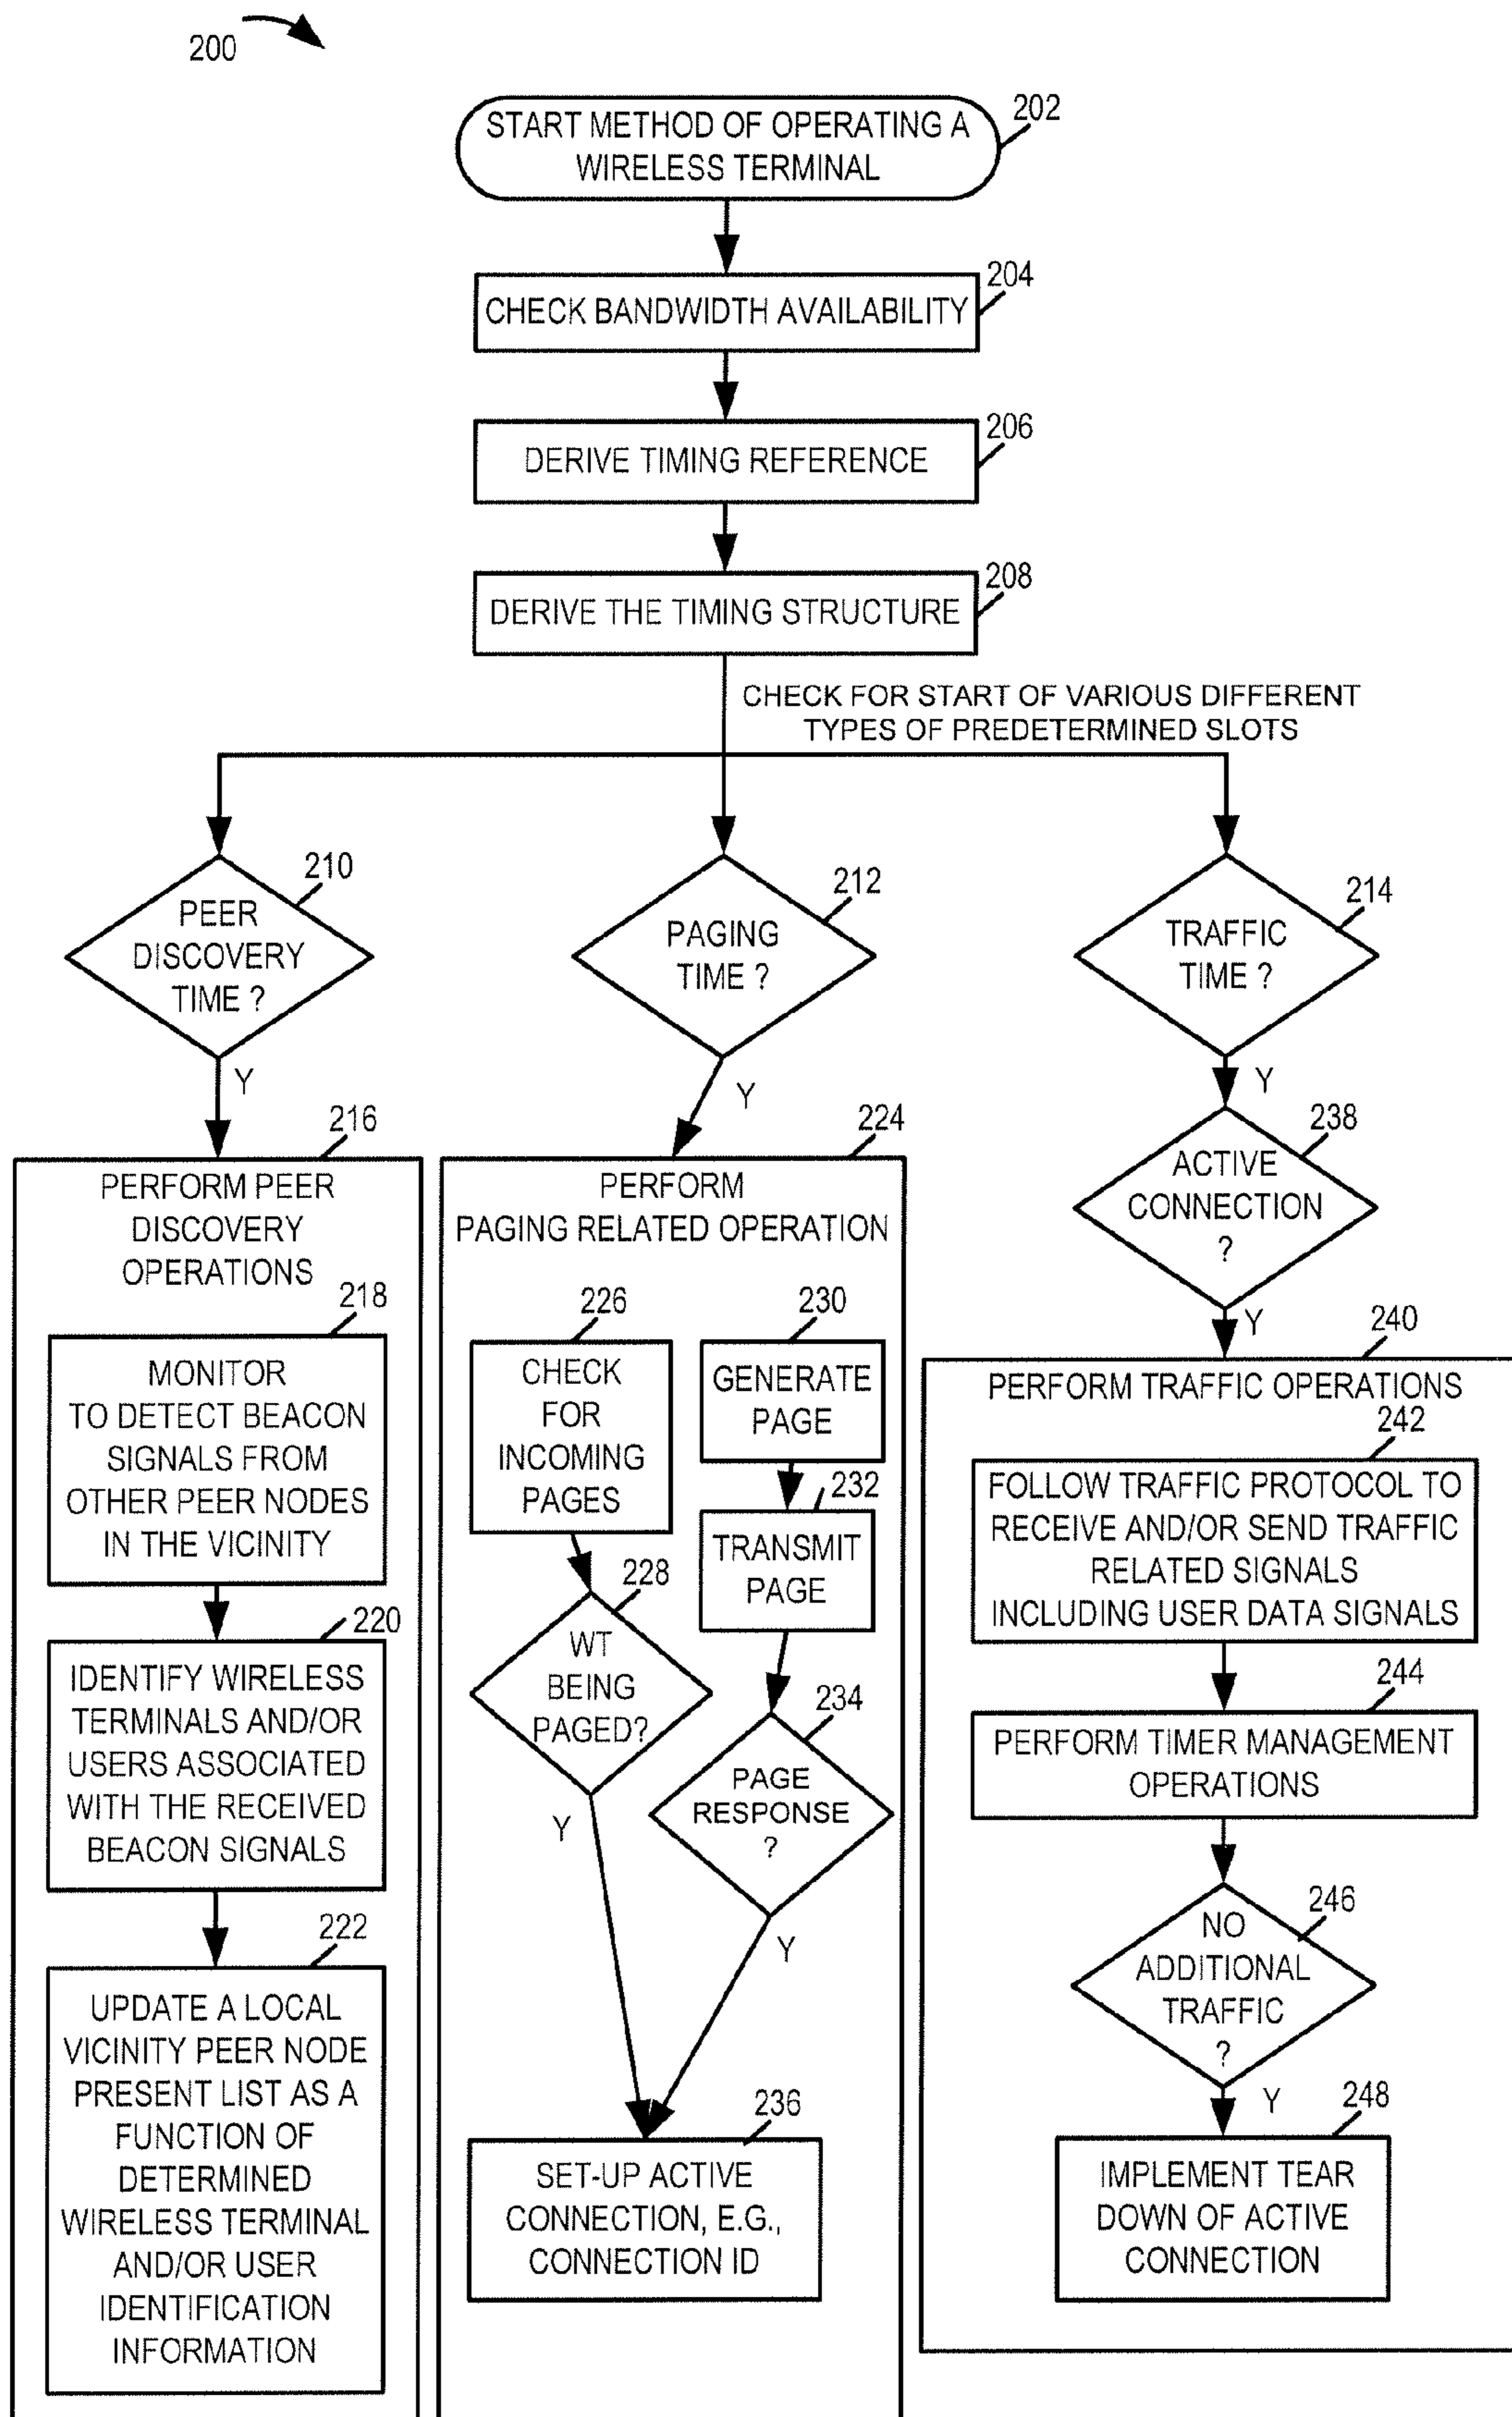 200
START METHOD OF OPERATING A
WIRELESS TERMINAL
202
CHECK BANDWIDTH AVAILABILITY
204
DERIVE TIMING REFERENCE
206
DERIVE THE TIMING STRUCTURE
208
CHECK FOR START OF VARIOUS DIFFERENT
TYPES OF PREDETERMINED SLOTS
210
PEER
DISCOVERY
TIME ?
Y
212
PAGING
TIME ?
Y
214
TRAFFIC
TIME ?
Y
216
PERFORM PEER
DISCOVERY
OPERATIONS
218
MONITOR
TO DETECT BEACON
SIGNALS FROM
OTHER PEER NODES
IN THE VICINITY
220
IDENTIFY WIRELESS
TERMINALS AND/OR
USERS ASSOCIATED
WITH THE RECEIVED
BEACON SIGNALS
222
UPDATE A LOCAL
VICINITY PEER NODE
PRESENT LIST AS A
FUNCTION OF
DETERMINED
WIRELESS TERMINAL
AND/OR USER
IDENTIFICATION
INFORMATION
224
PERFORM
PAGING RELATED OPERATION
226
CHECK
FOR
INCOMING
PAGES
228
WT
BEING
PAGED?
Y
230
GENERATE
PAGE
232
TRANSMIT
PAGE
234
PAGE
RESPONSE
?
Y
236
SET-UP ACTIVE
CONNECTION, E.G.,
CONNECTION ID
238
ACTIVE
CONNECTION
?
Y
240
PERFORM TRAFFIC OPERATIONS
242
FOLLOW TRAFFIC PROTOCOL TO
RECEIVE AND/OR SEND TRAFFIC
RELATED SIGNALS
INCLUDING USER DATA SIGNALS
244
PERFORM TIMER MANAGEMENT
OPERATIONS
246
NO
ADDITIONAL
TRAFFIC
?
Y
248
IMPLEMENT TEAR
DOWN OF ACTIVE
CONNECTION